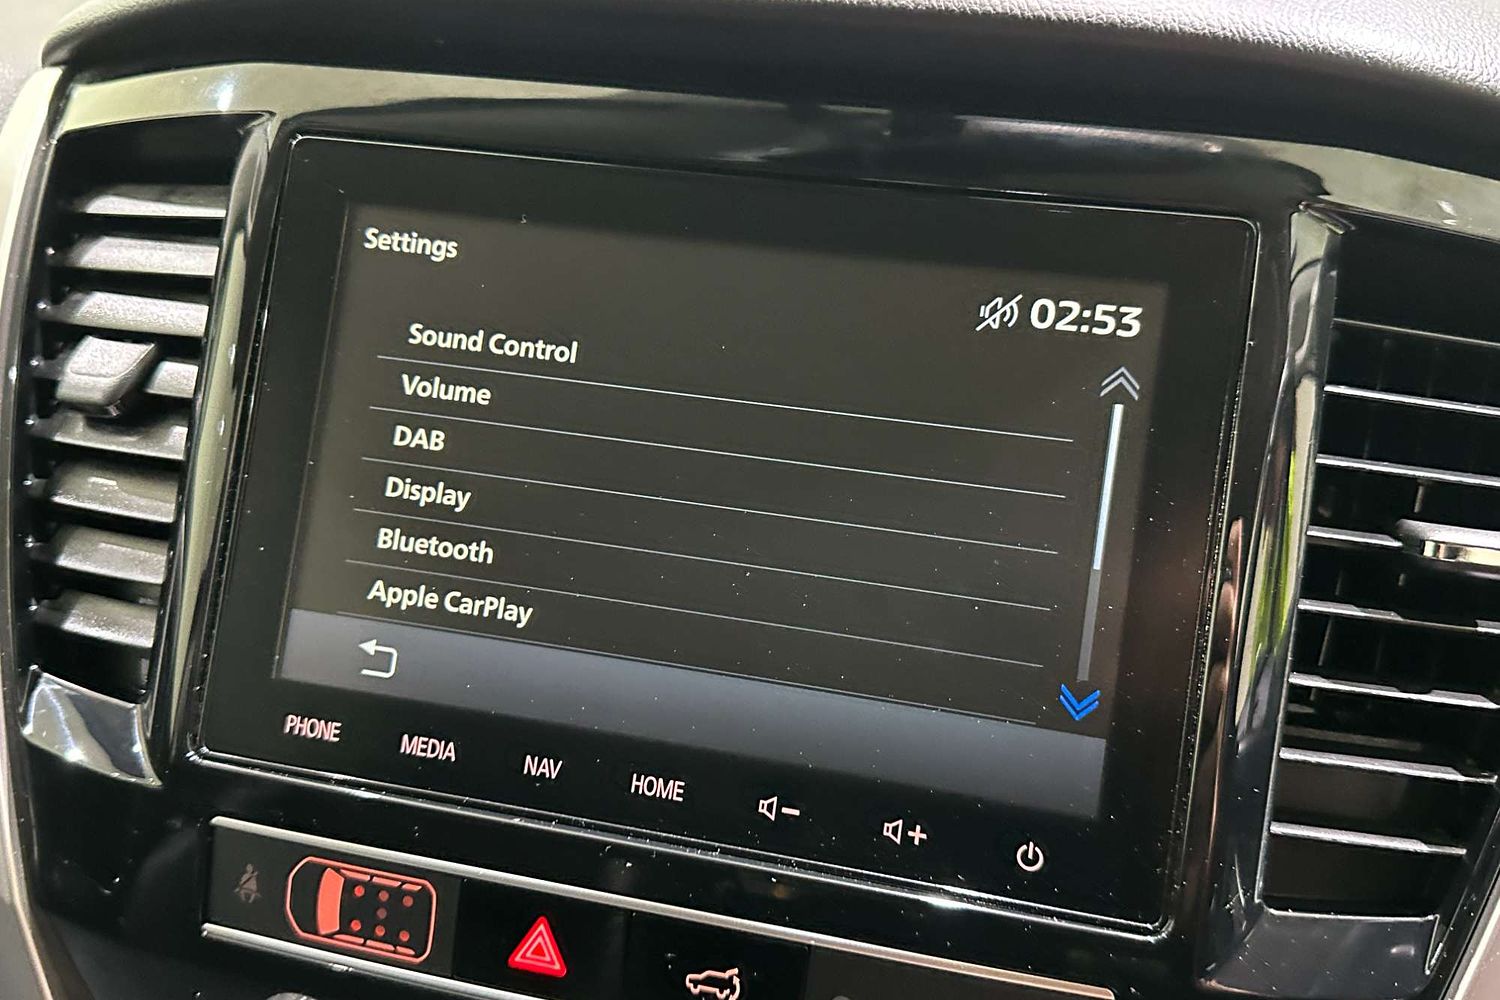 Settings
02:53
Sound Control
Volume
DAB
Display
Bluetooth
Apple CarPlay
PHONE
MEDIA
NAV
HOME